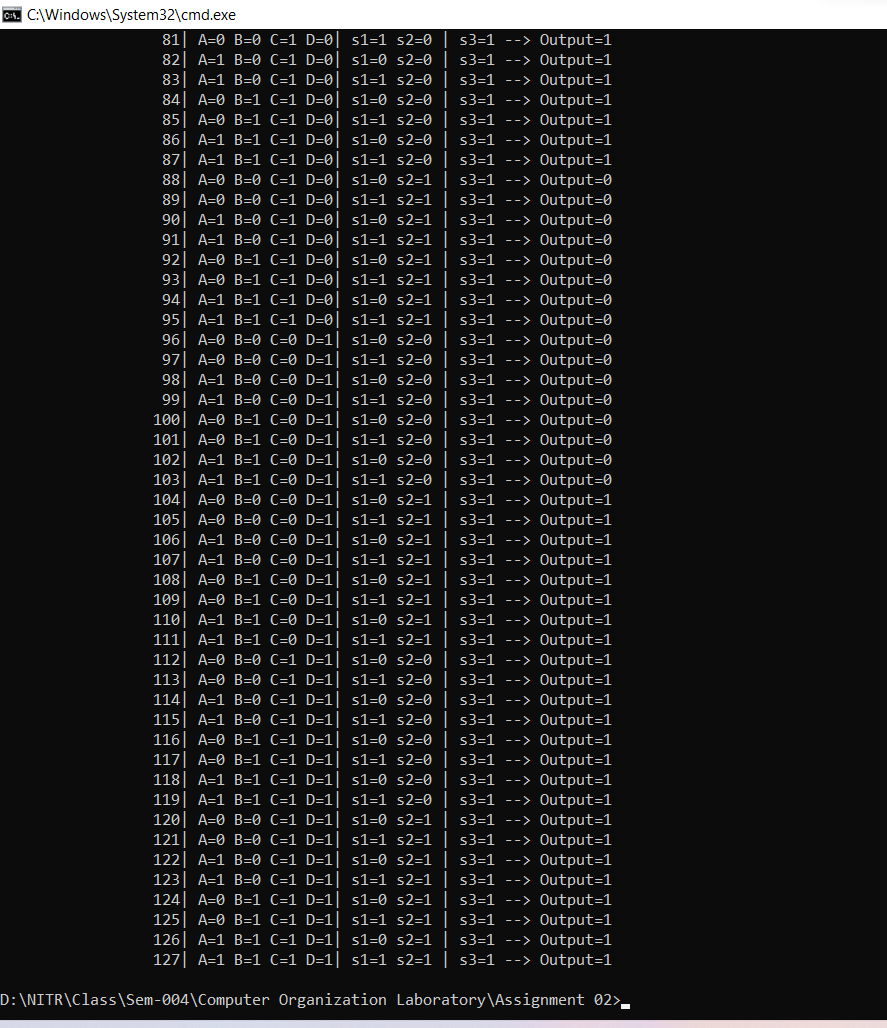 C:\Windows\System32\cmd.exe
81| A=0 B=0 C=1 D=0| s1=1 s2=0 | s3=1 --> Output=1
82| A=1 B=0 C=1 D=0| s1=0 s2=0 | s3=1 --> Output=1
83| A=1 B=0 C=1 D=0| s1=1 s2=0 | s3=1 --> Output=1
84| A=0 B=1 C=1 D=0| s1=0 s2=0 | s3=1 --> Output=1
85| A=0 B=1 C=1 D=0| s1=1 s2=0 | s3=1 --> Output=1
86| A=1 B=1 C=1 D=0| s1=0 s2=0 | s3=1 --> Output=1
87| A=1 B=1 C=1 D=0| s1=1 s2=0 | s3=1 --> Output=1
88| A=0 B=0 C=1 D=0| s1=0 s2=1 | s3=1 --> Output=0
89| A=0 B=0 C=1 D=0| s1=1 s2=1 | s3=1 --> Output=0
90| A=1 B=0 C=1 D=0| s1=0 s2=1 | s3=1 --> Output=0
91| A=1 B=0 C=1 D=0| s1=1 s2=1 | s3=1 --> Output=0
92| A=0 B=1 C=1 D=0| s1=0 s2=1 | s3=1 --> Output=0
93| A=0 B=1 C=1 D=0| s1=1 s2=1 | s3=1 --> Output=0
94| A=1 B=1 C=1 D=0| s1=0 s2=1 | s3=1 --> Output=0
95| A=1 B=1 C=1 D=0| s1=1 s2=1 | s3=1 --> Output=0
96| A=0 B=0 C=0 D=1| s1=0 s2=0 | s3=1 --> Output=0
97| A=0 B=0 C=0 D=1| s1=1 s2=0 | s3=1 --> Output=0
98| A=1 B=0 C=0 D=1| s1=0 s2=0 | s3=1 --> Output=0
99| A=1 B=0 C=0 D=1| s1=1 s2=0 | s3=1 --> Output=0
100| A=0 B=1 C=0 D=1| s1=0 s2=0 | s3=1 --> Output=0
101| A=0 B=1 C=0 D=1| s1=1 s2=0 | s3=1 --> Output=0
102| A=1 B=1 C=0 D=1| s1=0 s2=0 | s3=1 --> Output=0
103| A=1 B=1 C=0 D=1| s1=1 s2=0 | s3=1 --> Output=0
104| A=0 B=0 C=0 D=1| s1=0 s2=1 | s3=1 --> Output=1
105| A=0 B=0 C=0 D=1| s1=1 s2=1 | s3=1 --> Output=1
106| A=1 B=0 C=0 D=1| s1=0 s2=1 | s3=1 --> Output=1
107| A=1 B=0 C=0 D=1| s1=1 s2=1 | s3=1 --> Output=1
108| A=0 B=1 C=0 D=1| s1=0 s2=1 | s3=1 --> Output=1
109| A=0 B=1 C=0 D=1| s1=1 s2=1 | s3=1 --> Output=1
110| A=1 B=1 C=0 D=1| s1=0 s2=1 | s3=1 --> Output=1
111| A=1 B=1 C=0 D=1| s1=1 s2=1 | s3=1 --> Output=1
112| A=0 B=0 C=1 D=1| s1=0 s2=0 | s3=1 --> Output=1
113| A=0 B=0 C=1 D=1| s1=1 s2=0 | s3=1 --> Output=1
114| A=1 B=0 C=1 D=1| s1=0 s2=0 | s3=1 --> Output=1
115| A=1 B=0 C=1 D=1| s1=1 s2=0 | s3=1 --> Output=1
116| A=0 B=1 C=1 D=1| s1=0 s2=0 | s3=1 --> Output=1
117| A=0 B=1 C=1 D=1| s1=1 s2=0 | s3=1 --> Output=1
118| A=1 B=1 C=1 D=1| s1=0 s2=0 | s3=1 --> Output=1
119| A=1 B=1 C=1 D=1| s1=1 s2=0 | s3=1 --> Output=1
120| A=0 B=0 C=1 D=1| s1=0 s2=1 | s3=1 --> Output=1
121| A=0 B=0 C=1 D=1| s1=1 s2=1 | s3=1 --> Output=1
122| A=1 B=0 C=1 D=1| s1=0 s2=1 | s3=1 --> Output=1
123| A=1 B=0 C=1 D=1| s1=1 s2=1 | s3=1 --> Output=1
124| A=0 B=1 C=1 D=1| s1=0 s2=1 | s3=1 --> Output=1
125| A=0 B=1 C=1 D=1| s1=1 s2=1 | s3=1 --> Output=1
126| A=1 B=1 C=1 D=1| s1=0 s2=1 | s3=1 --> Output=1
127| A=1 B=1 C=1 D=1| s1=1 s2=1 | s3=1 --> Output=1
D:\NITR\Class\Sem-004\Computer Organization Laboratory\Assignment 02>